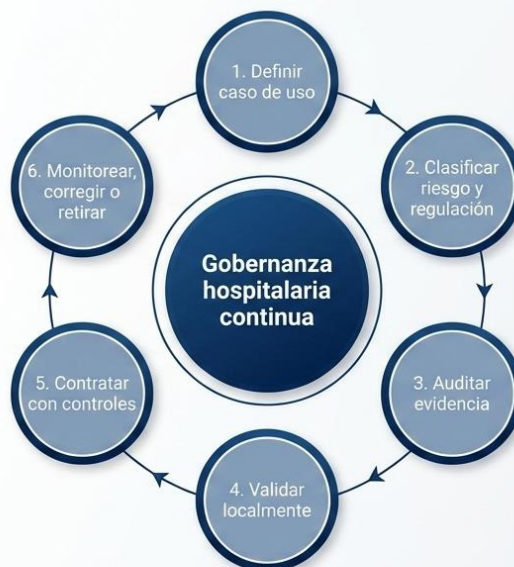 1. Definir
caso de uso
2. Clasificar
riesgo y
regulación
3. Auditar
evidencia
4. Validar
localmente
5. Contratar
con controles
6. Monitorear,
corregir o
retirar
Gobernanza
hospitalaria
continua